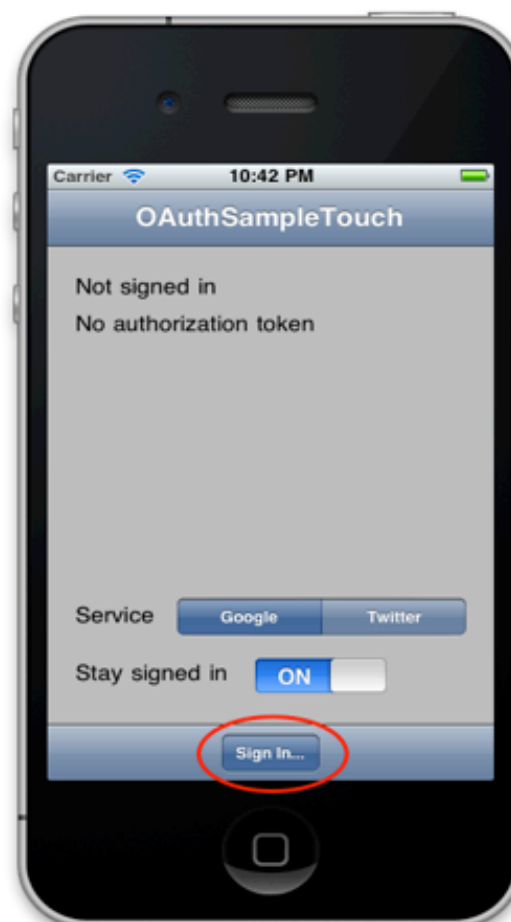 Carrier 10:42 PM
OAuthSampleTouch
Not signed in
No authorization token
Service Google Twitter
Stay signed in ON
Sign In...